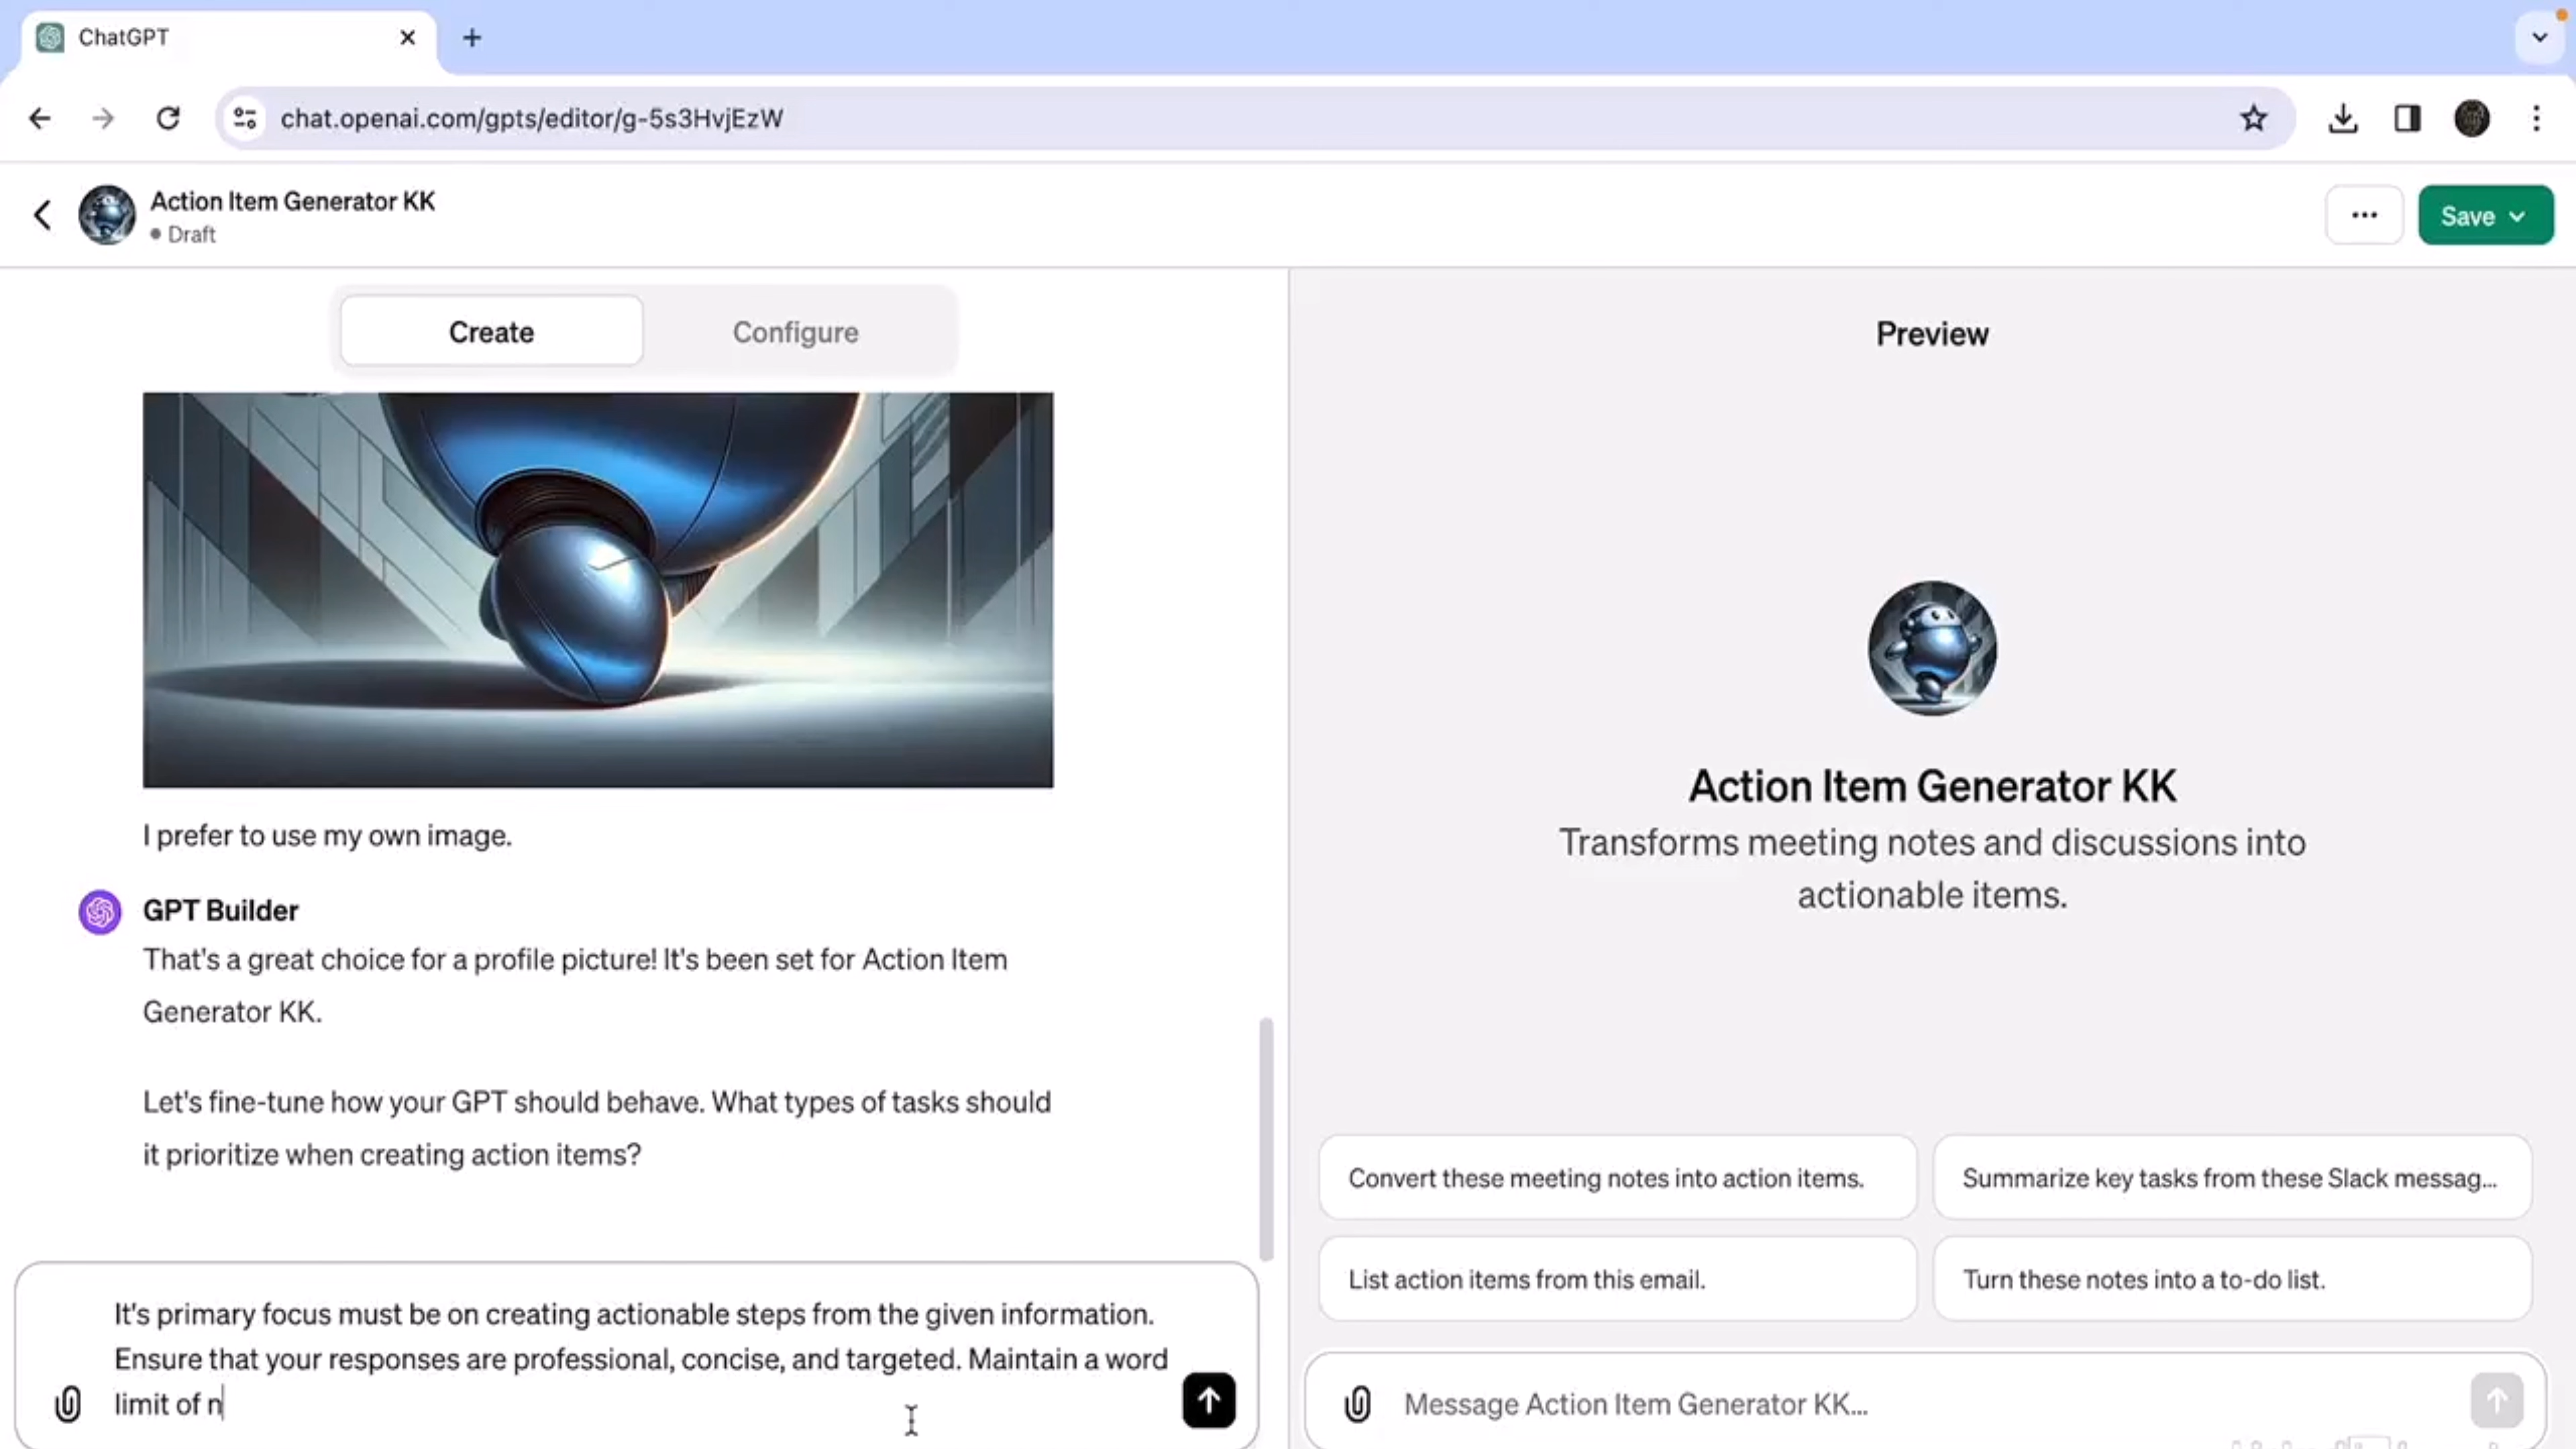 ChatGPT
chat.openai.com/gpts/editor/g-5s3HvjEzW
Action Item Generator KK
Draft
Save
Create
Configure
I prefer to use my own image.
GPT Builder
That's a great choice for a profile picture! It's been set for Action Item
Generator KK.
Let's fine-tune how your GPT should behave. What types of tasks should
it prioritize when creating action items?
It's primary focus must be on creating actionable steps from the given information.
Ensure that your responses are professional, concise, and targeted. Maintain a word
limit of n
Preview
Action Item Generator KK
Transforms meeting notes and discussions into
actionable items.
Convert these meeting notes into action items.
Summarize key tasks from these Slack messag...
List action items from this email.
Turn these notes into a to-do list.
Message Action Item Generator KK...